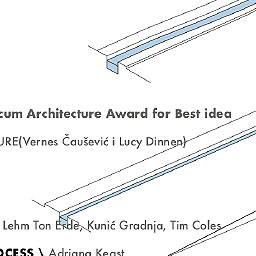 cum Architecture Award for Best idea
URE(Vernes Čaušević i Lucy Dinnen)
Lehm Ton Erde, Kunić Gradnja, Tim Coles
OCESS \ Adriana Keast